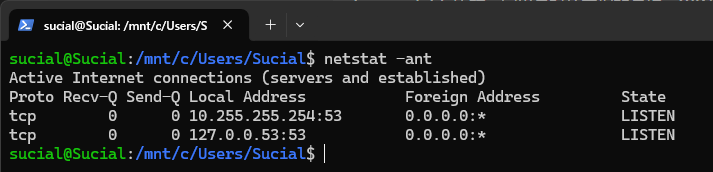 sucial@Sucial: /mnt/c/Users/S
sucial@Sucial:/mnt/c/Users/Sucial$ netstat -ant
Active Internet connections (servers and established)
Proto Recv-Q Send-Q Local Address           Foreign Address         State
tcp        0      0 10.255.255.254:53       0.0.0.0:*               LISTEN
tcp        0      0 127.0.0.53:53           0.0.0.0:*               LISTEN
sucial@Sucial:/mnt/c/Users/Sucial$